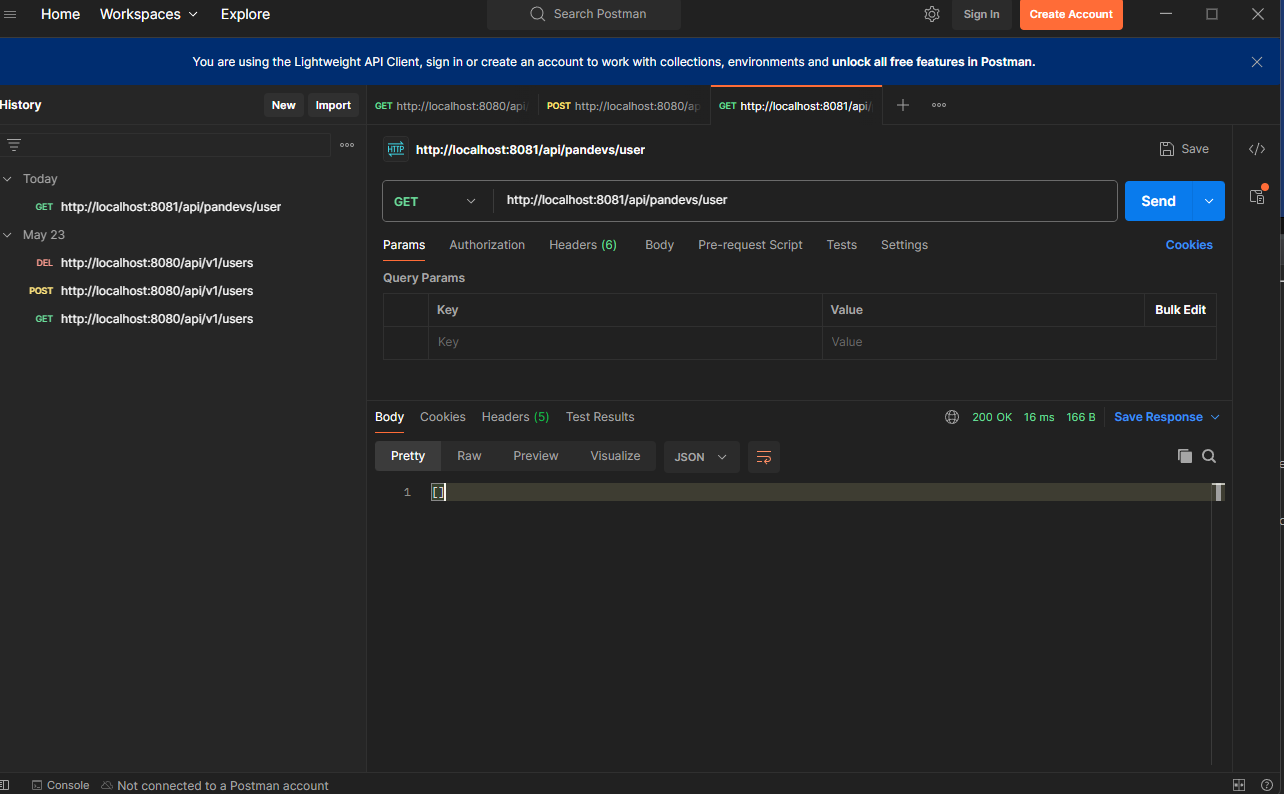 Home Workspaces Explore Search Postman Sign In Create Account
You are using the Lightweight API Client, sign in or create an account to work with collections, environments and unlock all free features in Postman.
History New Import
GET http://localhost:8080/api/ POST http://localhost:8080/ap GET http://localhost:8081/api/
HTTP http://localhost:8081/api/pandevs/user Save </>
Today
GET http://localhost:8081/api/pandevs/user
May 23
DEL http://localhost:8080/api/v1/users
POST http://localhost:8080/api/v1/users
GET http://localhost:8080/api/v1/users
GET http://localhost:8081/api/pandevs/user Send
Params Authorization Headers (6) Body Pre-request Script Tests Settings Cookies
Query Params
Key Value Bulk Edit
Key Value
Body Cookies Headers (5) Test Results 200 OK 16 ms 166 B Save Response
Pretty Raw Preview Visualize JSON
1 []
Console Not connected to a Postman account